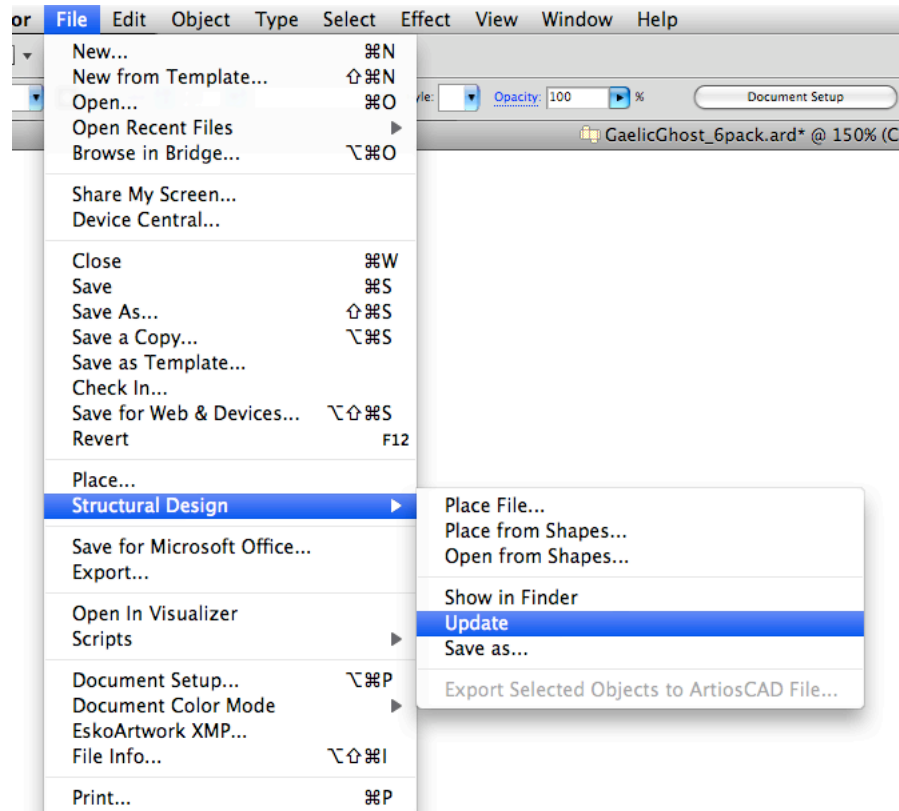 or File Edit Object Type Select Effect View Window Help
New... ⌘N
New from Template... ⇧⌘N
Open... ⌘O
Open Recent Files ▶
Browse in Bridge... ⌥⌘O
yle: Opacity: 100 % Document Setup
GaelicGhost_6pack.ard* @ 150% (C
Share My Screen...
Device Central...
Close ⌘W
Save ⌘S
Save As... ⇧⌘S
Save a Copy... ⌥⌘S
Save as Template...
Check In...
Save for Web & Devices... ⌥⇧⌘S
Revert F12
Place...
Structural Design ▶
Save for Microsoft Office...
Export...
Open In Visualizer
Scripts ▶
Document Setup... ⌥⌘P
Document Color Mode ▶
EskoArtwork XMP...
File Info... ⌥⇧⌘I
Print... ⌘P
Place File...
Place from Shapes...
Open from Shapes...
Show in Finder
Update
Save as...
Export Selected Objects to ArtiosCAD File...